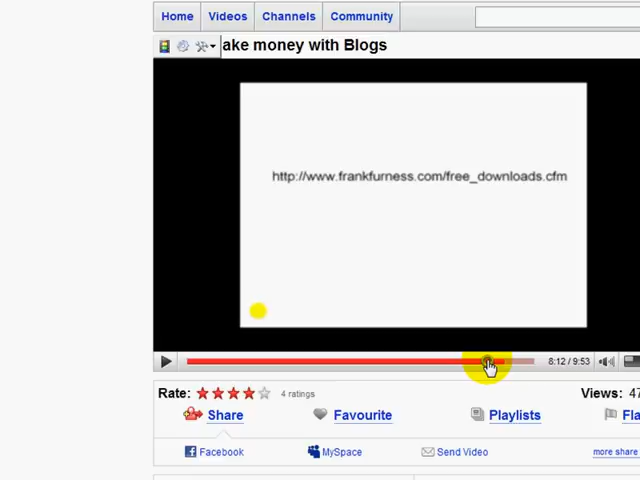 Home Videos Channels Community
ake money with Blogs
http://www.frankfurness.com/free_downloads.cfm
8:12 / 9:53
Rate: 4 ratings Views: 47
Share Favourite Playlists Fla
Facebook MySpace Send Video more share